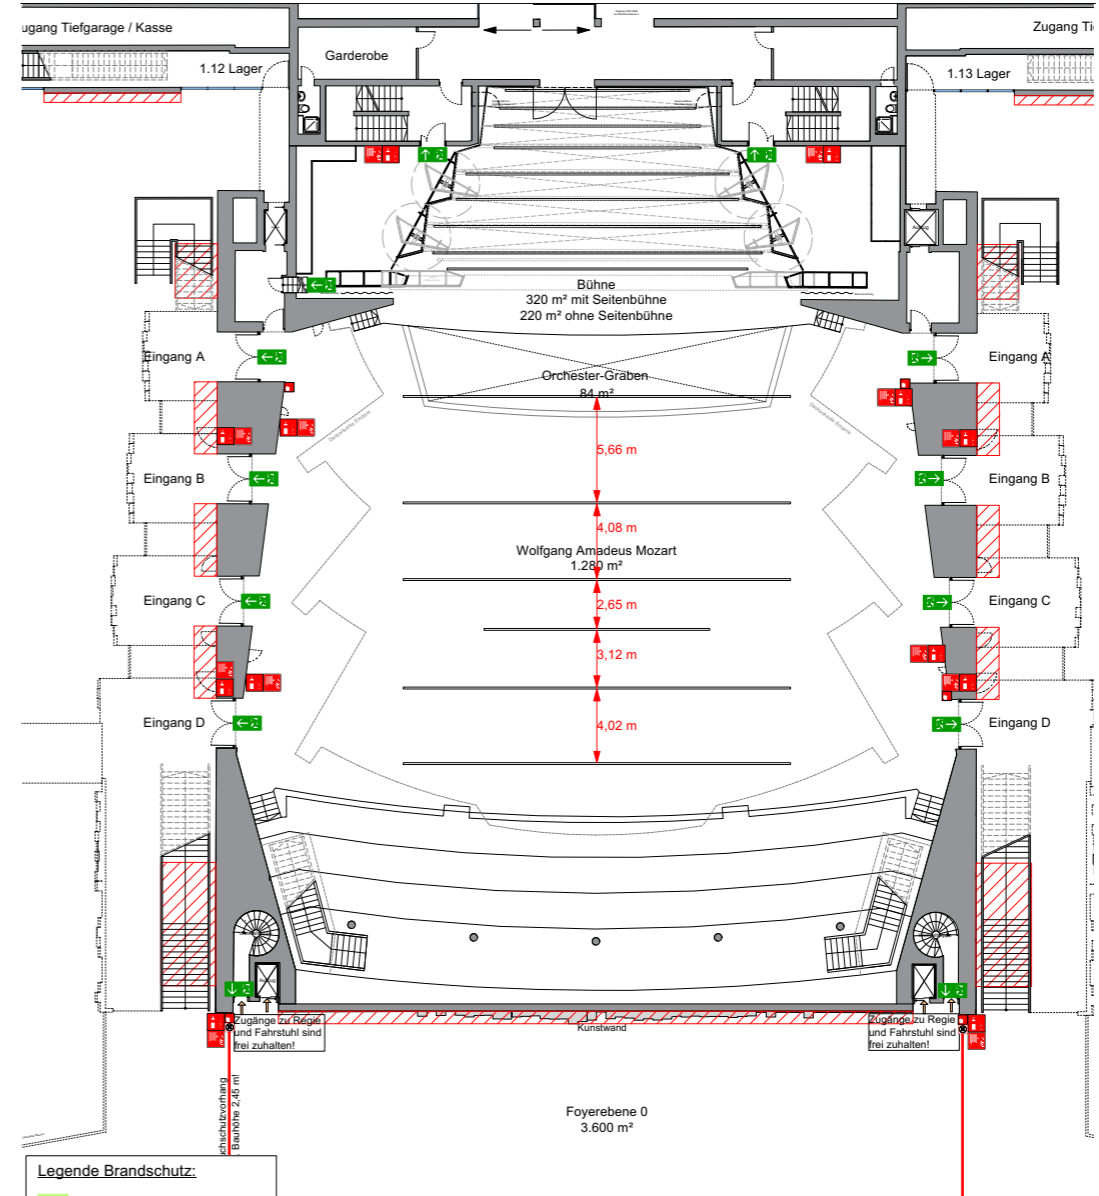 ugang Tiefgarage / Kasse
Zugang Ti
Garderobe
1.12 Lager
1.13 Lager
Aufzug
Bühne
320 m² mit Seitenbühne
220 m² ohne Seitenbühne
Eingang A
Eingang A
Orchester-Graben
84 m²
5,66 m
Eingang B
Eingang B
4,08 m
Wolfgang Amadeus Mozart
1.280 m²
2,65 m
Eingang C
Eingang C
3,12 m
Eingang D
4,02 m
Eingang D
Aufzug
Zugänge zu Regie
und Fahrstuhl sind
frei zuhalten!
Kunstwand
Zugänge zu Regie
und Fahrstuhl sind
frei zuhalten!
uchschutzvorhang
Bauhöhe 2,45 m!
Foyerebene 0
3.600 m²
Legende Brandschutz: